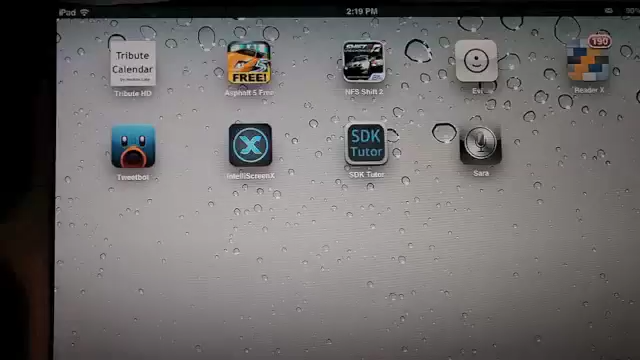 iPad
2:19 PM
Tribute
Calendar
FREE!
SHIFT 2
190
Tribute HD
Asphalt 5 Free
NFS Shift 2
Reader X
SDK
Tutor
Tweetbot
IntelliScreenX
SDK Tutor
Sara